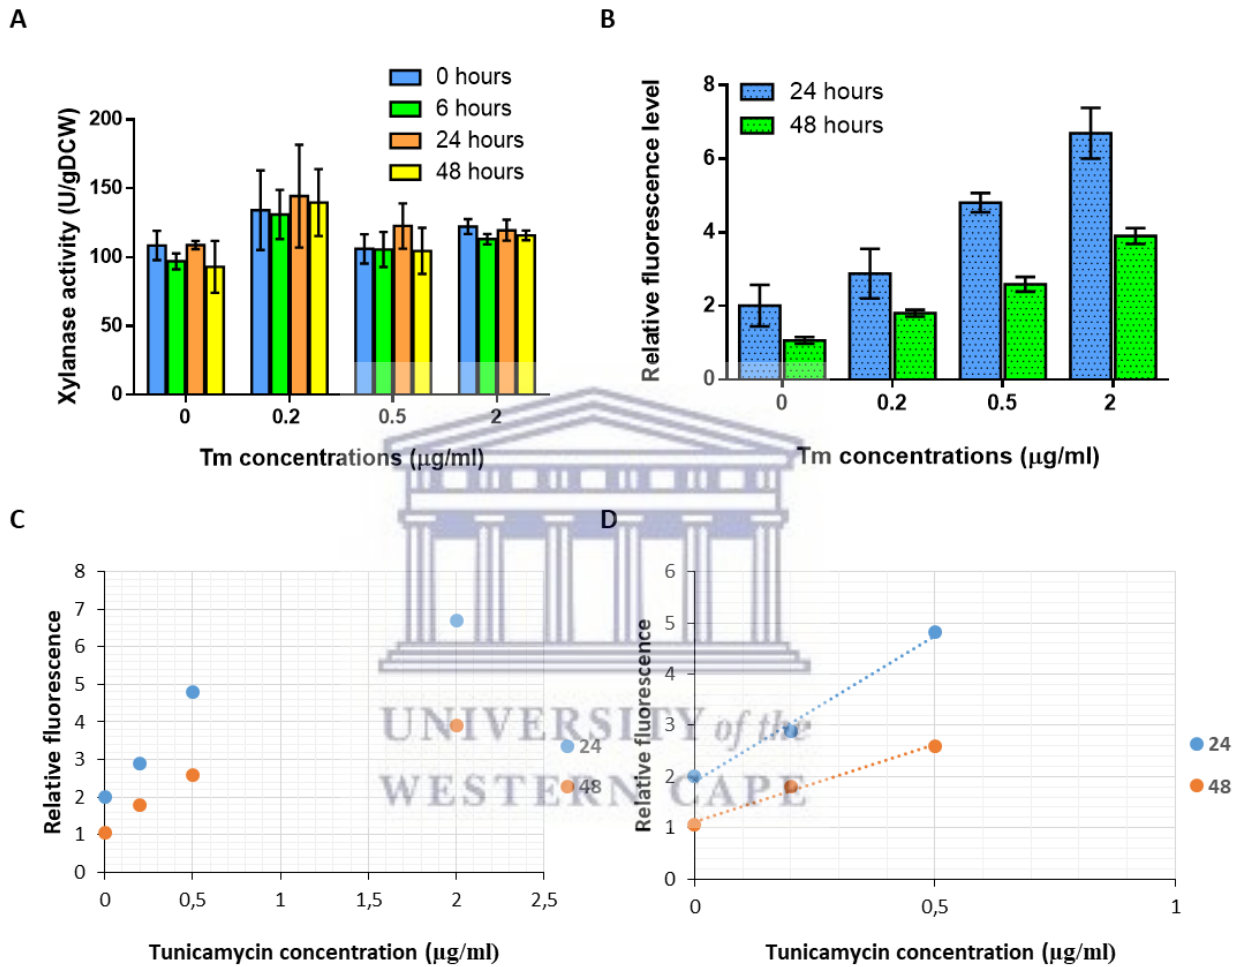 A
0 hours
6 hours
24 hours
48 hours
Xylanase activity (U/gDCW)
200
150
100
50
0
0 0.2 0.5 2
Tm concentrations (μg/ml)
B
24 hours
48 hours
Relative fluorescence level
8
6
4
2
0
0 0.2 0.5 2
Tm concentrations (μg/ml)
C
Relative fluorescence
8
7
6
5
4
3
2
1
0
0 0,5 1 1,5 2 2,5
24
48
Tunicamycin concentration (μg/ml)
D
Relative fluorescence
6
5
4
3
2
1
0
0 0,5 1
24
48
Tunicamycin concentration (μg/ml)
UNIVERSITY of the
WESTERN CAPE